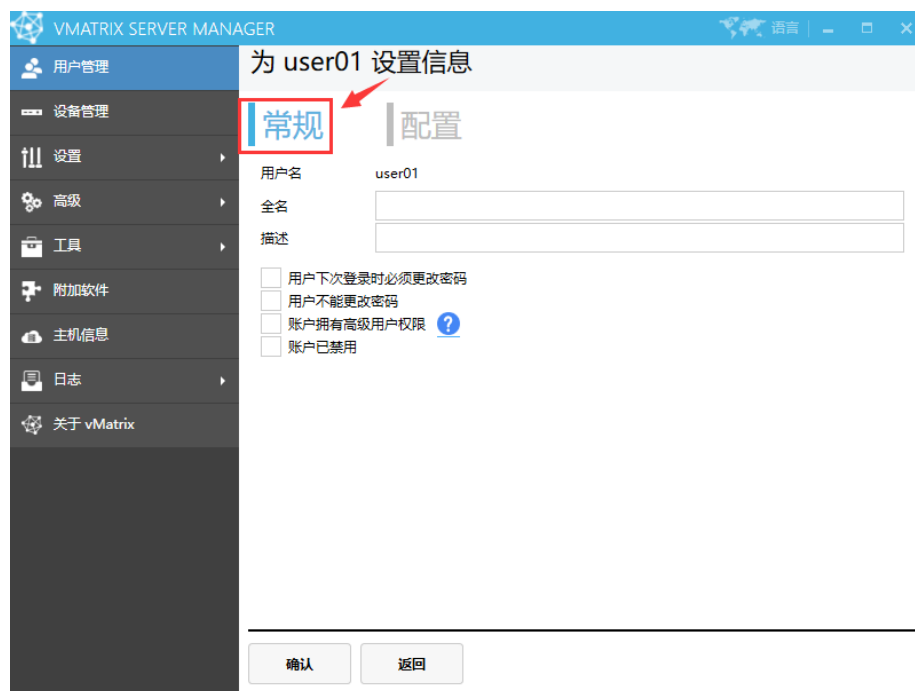 VMATRIX SERVER MANAGER
语言
用户管理
设备管理
设置
高级
工具
附加软件
主机信息
日志
关于 vMatrix
为 user01 设置信息
常规
配置
用户名 user01
全名
描述
用户下次登录时必须更改密码
用户不能更改密码
账户拥有高级用户权限 ?
账户已禁用
确认
返回